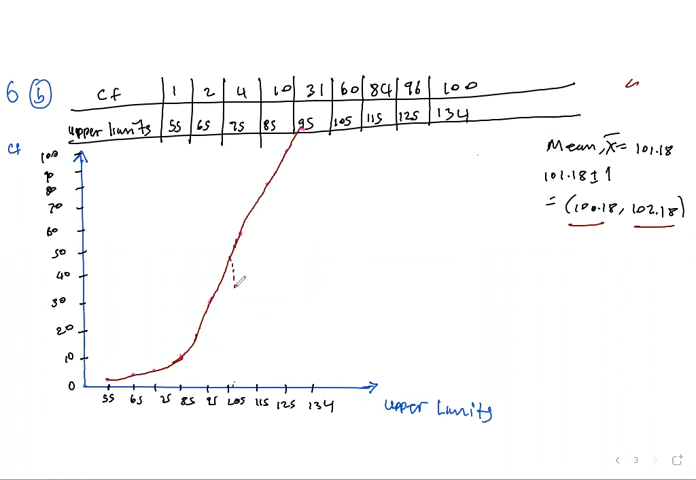 6 (b)
cf | 1 | 2 | 4 | 10 | 31 | 60 | 84 | 96 | 100
upper limits | 55 | 65 | 75 | 85 | 95 | 105 | 115 | 125 | 134
Mean, x̄ = 101.18
101.18 ± 1
= (100.18, 102.18)
cf
100
90
80
70
60
50
40
30
20
10
0
55 65 75 85 95 105 115 125 134
upper limits
3